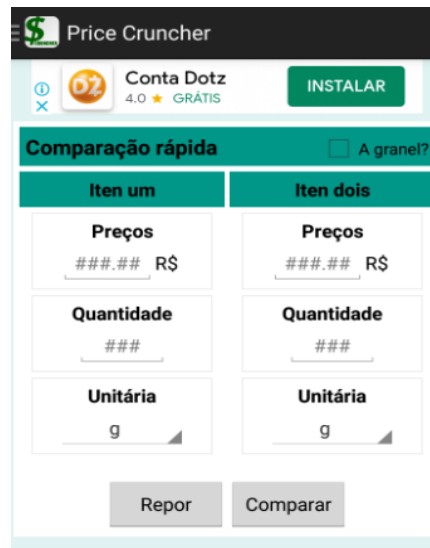 Price Cruncher
Conta Dotz
4.0 ★ GRÁTIS
INSTALAR
Comparação rápida
A granel?
Iten um
Iten dois
Preços
Preços
###.## R$
###.## R$
Quantidade
Quantidade
###
###
Unitária
Unitária
g
g
Repor
Comparar